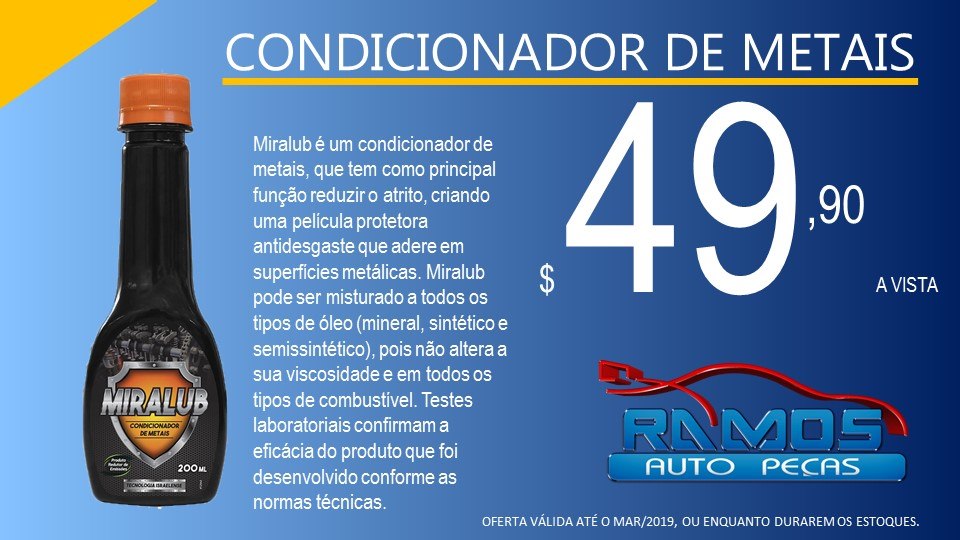 CONDICIONADOR DE METAIS
Miralub é um condicionador de
metais, que tem como principal
função reduzir o atrito, criando
uma película protetora
antidesgaste que adere em
superfícies metálicas. Miralub
pode ser misturado a todos os
tipos de óleo (mineral, sintético e
semissintético), pois não altera a
sua viscosidade e em todos os
tipos de combustível. Testes
laboratoriais confirmam a
eficácia do produto que foi
desenvolvido conforme as
normas técnicas.
$ 49,90
A VISTA
MIRALUB
CONDICIONADOR
DE METAIS
Produto
Redutor de
Emissões
200 ML
TECNOLOGIA ISRAELENSE
RAMOS
AUTO PEÇAS
OFERTA VÁLIDA ATÉ O MAR/2019, OU ENQUANTO DURAREM OS ESTOQUES.